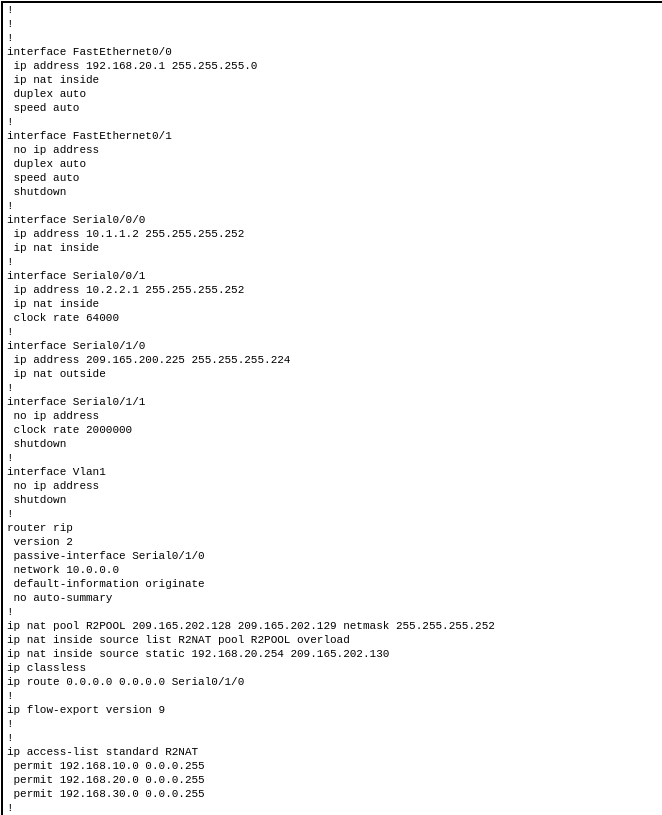 !
!
!
interface FastEthernet0/0
 ip address 192.168.20.1 255.255.255.0
 ip nat inside
 duplex auto
 speed auto
!
interface FastEthernet0/1
 no ip address
 duplex auto
 speed auto
 shutdown
!
interface Serial0/0/0
 ip address 10.1.1.2 255.255.255.252
 ip nat inside
!
interface Serial0/0/1
 ip address 10.2.2.1 255.255.255.252
 ip nat inside
 clock rate 64000
!
interface Serial0/1/0
 ip address 209.165.200.225 255.255.255.224
 ip nat outside
!
interface Serial0/1/1
 no ip address
 clock rate 2000000
 shutdown
!
interface Vlan1
 no ip address
 shutdown
!
router rip
 version 2
 passive-interface Serial0/1/0
 network 10.0.0.0
 default-information originate
 no auto-summary
!
ip nat pool R2POOL 209.165.202.128 209.165.202.129 netmask 255.255.255.252
ip nat inside source list R2NAT pool R2POOL overload
ip nat inside source static 192.168.20.254 209.165.202.130
ip classless
ip route 0.0.0.0 0.0.0.0 Serial0/1/0
!
ip flow-export version 9
!
!
ip access-list standard R2NAT
 permit 192.168.10.0 0.0.0.255
 permit 192.168.20.0 0.0.0.255
 permit 192.168.30.0 0.0.0.255
!